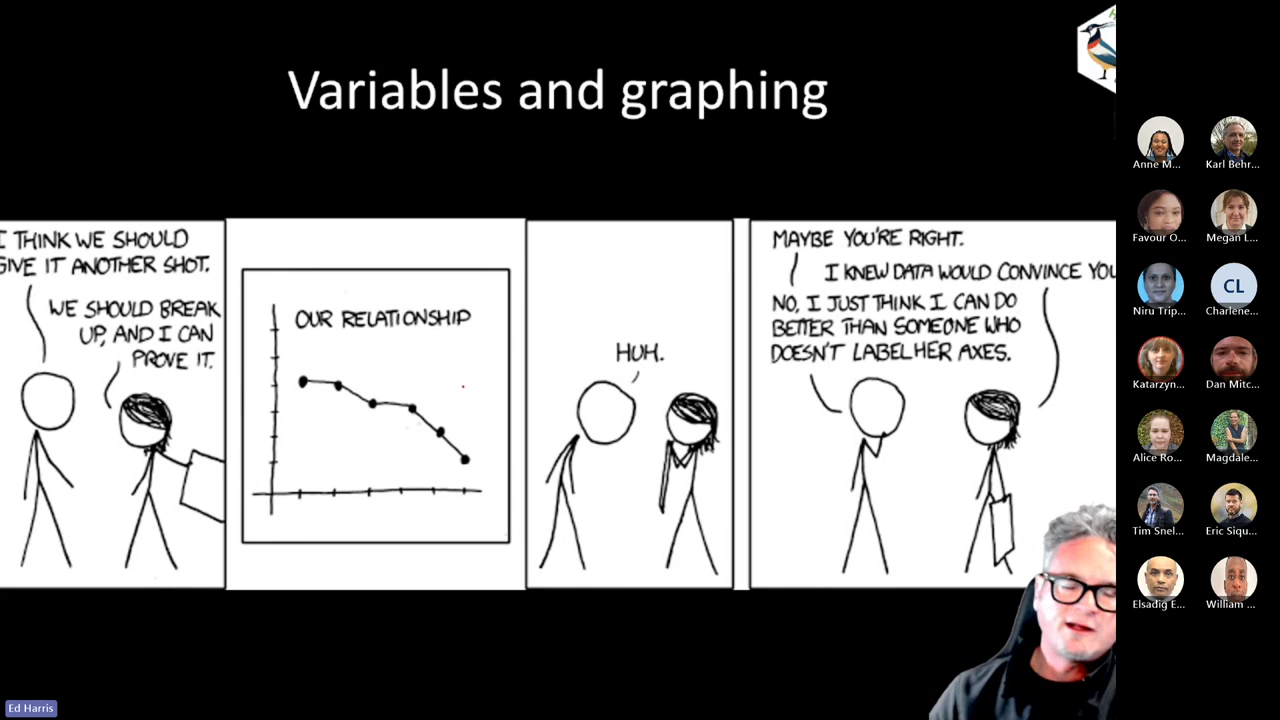 Variables and graphing
I THINK WE SHOULD
GIVE IT ANOTHER SHOT.
WE SHOULD BREAK
UP, AND I CAN
PROVE IT.
OUR RELATIONSHIP
HUH.
MAYBE YOU'RE RIGHT.
I KNEW DATA WOULD CONVINCE YOU
NO, I JUST THINK I CAN DO
BETTER THAN SOMEONE WHO
DOESN'T LABEL HER AXES.
Anne M...
Karl Behr...
Favour O...
Megan L...
Niru Trip...
CL
Charlene...
Katarzyn...
Dan Mitc...
Alice Ro...
Magdale...
Tim Snel...
Eric Siqu...
Elsadig E...
William ...
Ed Harris